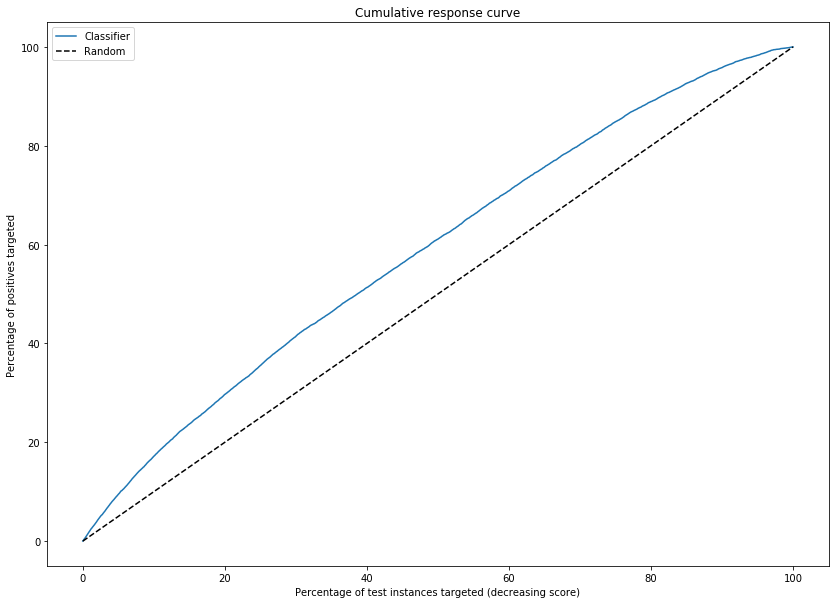 Cumulative response curve
Classifier
Random
Percentage of positives targeted
100
80
60
40
20
0
0 20 40 60 80 100
Percentage of test instances targeted (decreasing score)